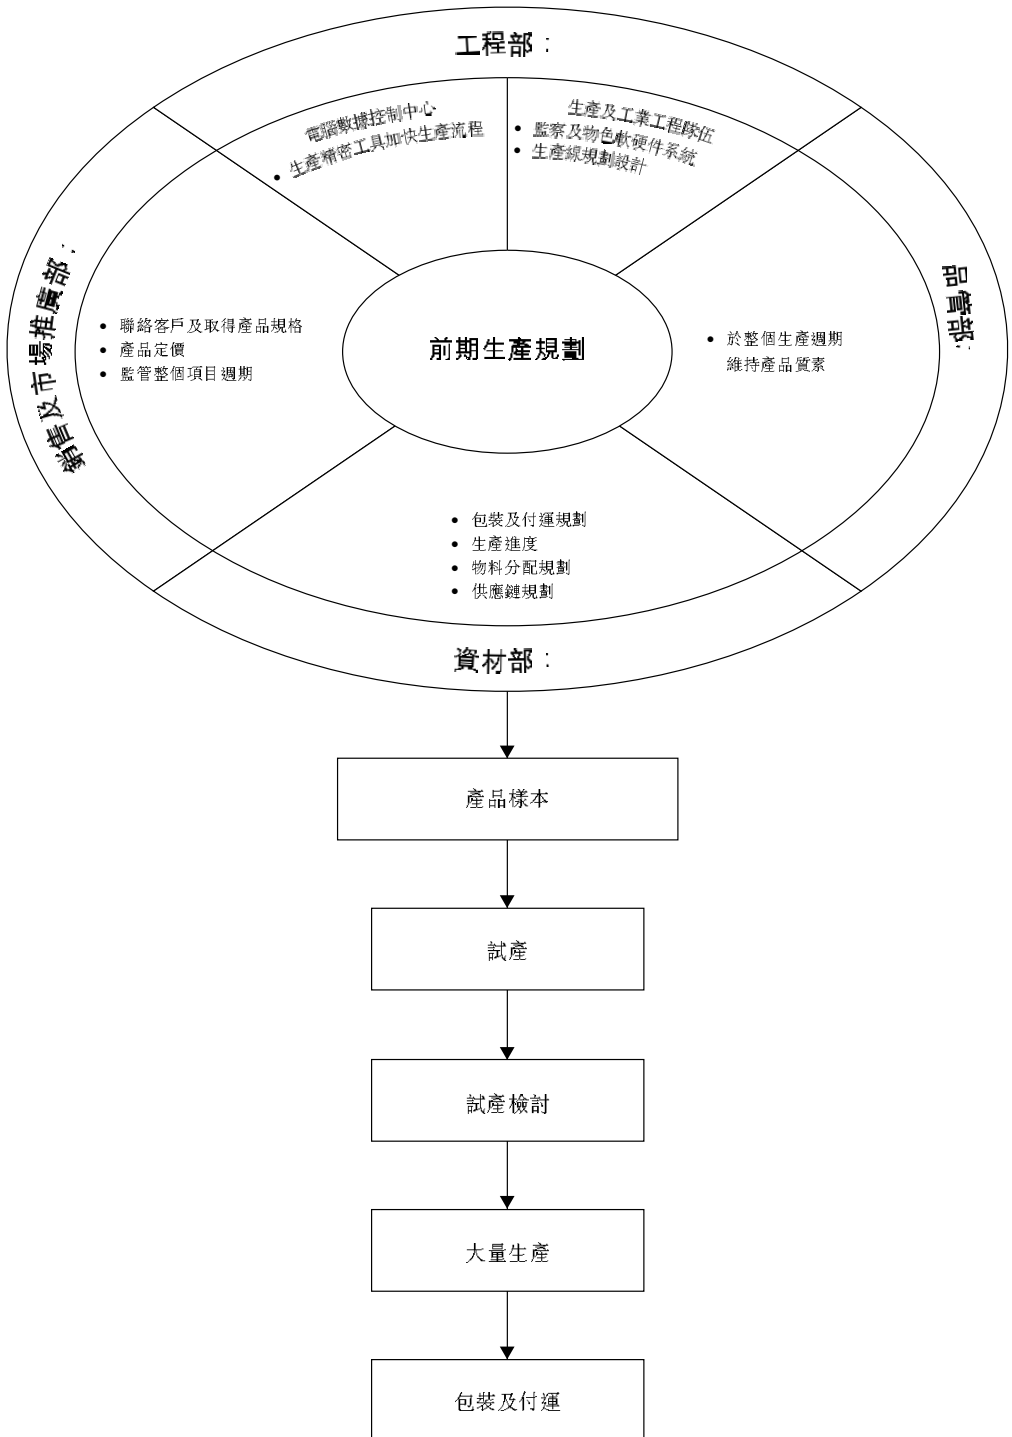 工程部：
電腦數據控制中心
• 生產精密工具加快生產流程
生產及工業工程隊伍
• 監察及物色軟硬件系統
• 生產線規劃設計
銷售及市場推廣部：
• 聯絡客戶及取得產品規格
• 產品定價
• 監管整個項目週期
前期生產規劃
品管部：
• 於整個生產週期
維持產品質素
• 包裝及付運規劃
• 生產進度
• 物料分配規劃
• 供應鏈規劃
資材部：
產品樣本
試產
試產檢討
大量生產
包裝及付運